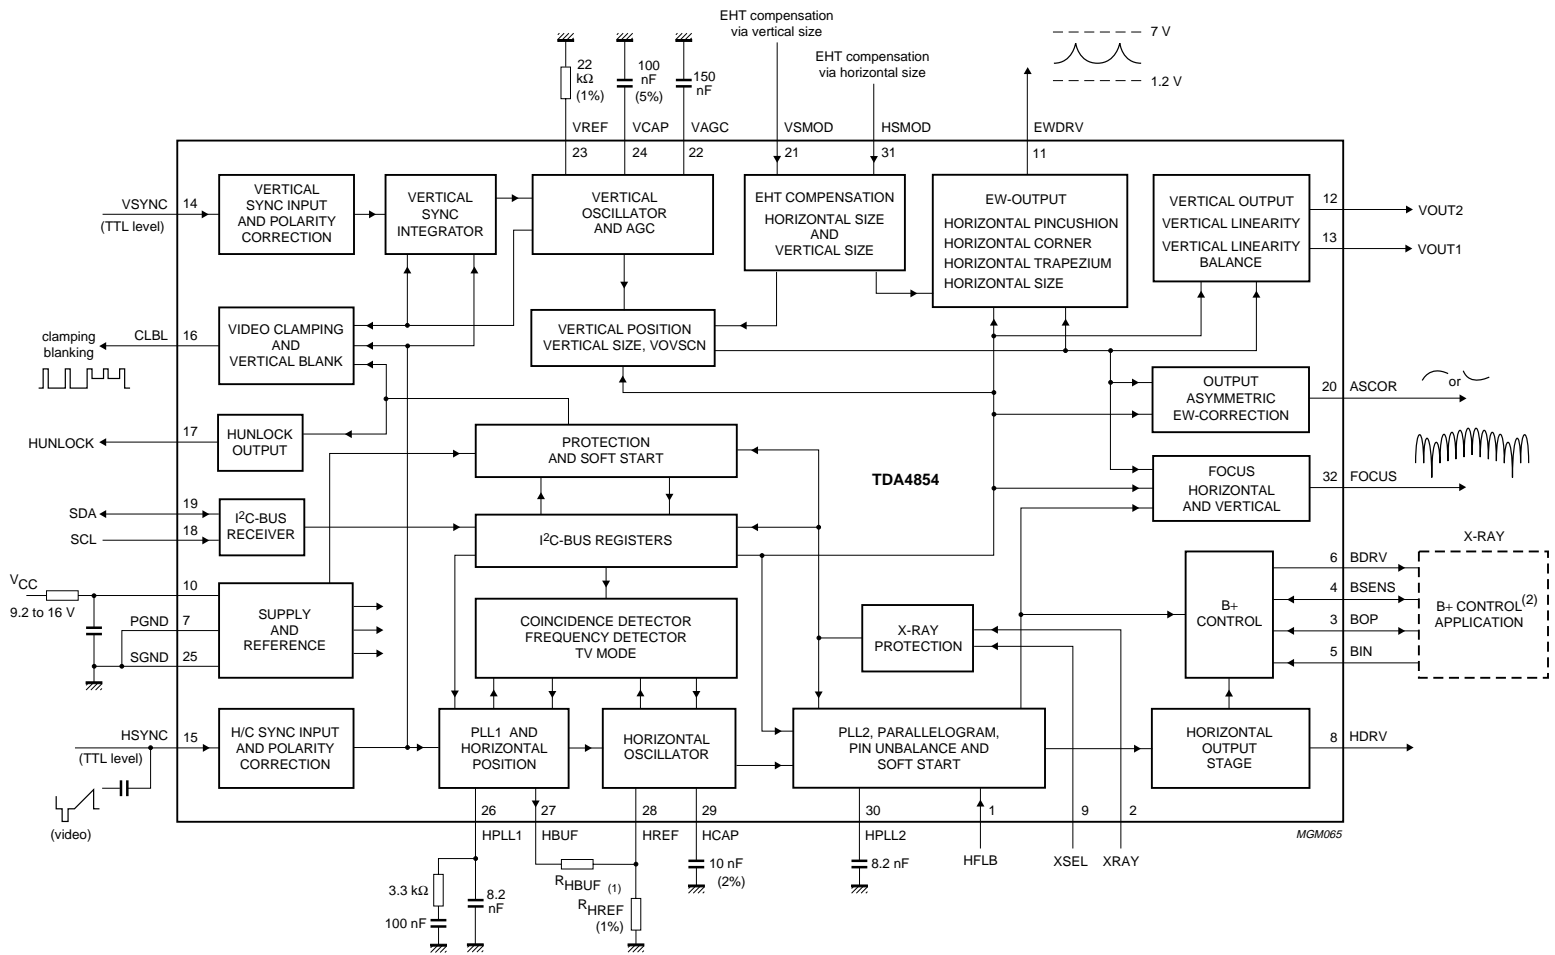 EHT compensation
via vertical size
EHT compensation
via horizontal size
7 V
1.2 V
22
kΩ
(1%)
100
nF
(5%)
150
nF
VREF
VCAP
VAGC
VSMOD
HSMOD
EWDRV
23
24
22
21
31
11
VSYNC
(TTL level)
14
VERTICAL
SYNC INPUT
AND POLARITY
CORRECTION
VERTICAL
SYNC
INTEGRATOR
VERTICAL
OSCILLATOR
AND AGC
EHT COMPENSATION
HORIZONTAL SIZE
AND
VERTICAL SIZE
EW-OUTPUT
HORIZONTAL PINCUSHION
HORIZONTAL CORNER
HORIZONTAL TRAPEZIUM
HORIZONTAL SIZE
VERTICAL OUTPUT
VERTICAL LINEARITY
VERTICAL LINEARITY
BALANCE
12
VOUT2
13
VOUT1
clamping
blanking
CLBL
16
VIDEO CLAMPING
AND
VERTICAL BLANK
VERTICAL POSITION
VERTICAL SIZE, VOVSCN
OUTPUT
ASYMMETRIC
EW-CORRECTION
20
ASCOR
or
HUNLOCK
17
HUNLOCK
OUTPUT
PROTECTION
AND SOFT START
TDA4854
FOCUS
HORIZONTAL
AND VERTICAL
32
FOCUS
SDA
19
SCL
18
I2C-BUS
RECEIVER
I2C-BUS REGISTERS
X-RAY
VCC
9.2 to 16 V
10
PGND
7
SGND
25
SUPPLY
AND
REFERENCE
COINCIDENCE DETECTOR
FREQUENCY DETECTOR
TV MODE
X-RAY
PROTECTION
B+
CONTROL
6
BDRV
4
BSENS
3
BOP
5
BIN
B+ CONTROL(2)
APPLICATION
HSYNC
(TTL level)
15
(video)
H/C SYNC INPUT
AND POLARITY
CORRECTION
PLL1 AND
HORIZONTAL
POSITION
HORIZONTAL
OSCILLATOR
PLL2, PARALLELOGRAM,
PIN UNBALANCE AND
SOFT START
HORIZONTAL
OUTPUT
STAGE
8
HDRV
26
27
28
29
30
1
9
2
HPLL1
HBUF
HREF
HCAP
HPLL2
HFLB
XSEL
XRAY
MGM065
3.3 kΩ
100 nF
8.2
nF
RHBUF (1)
RHREF
(1%)
10 nF
(2%)
8.2 nF